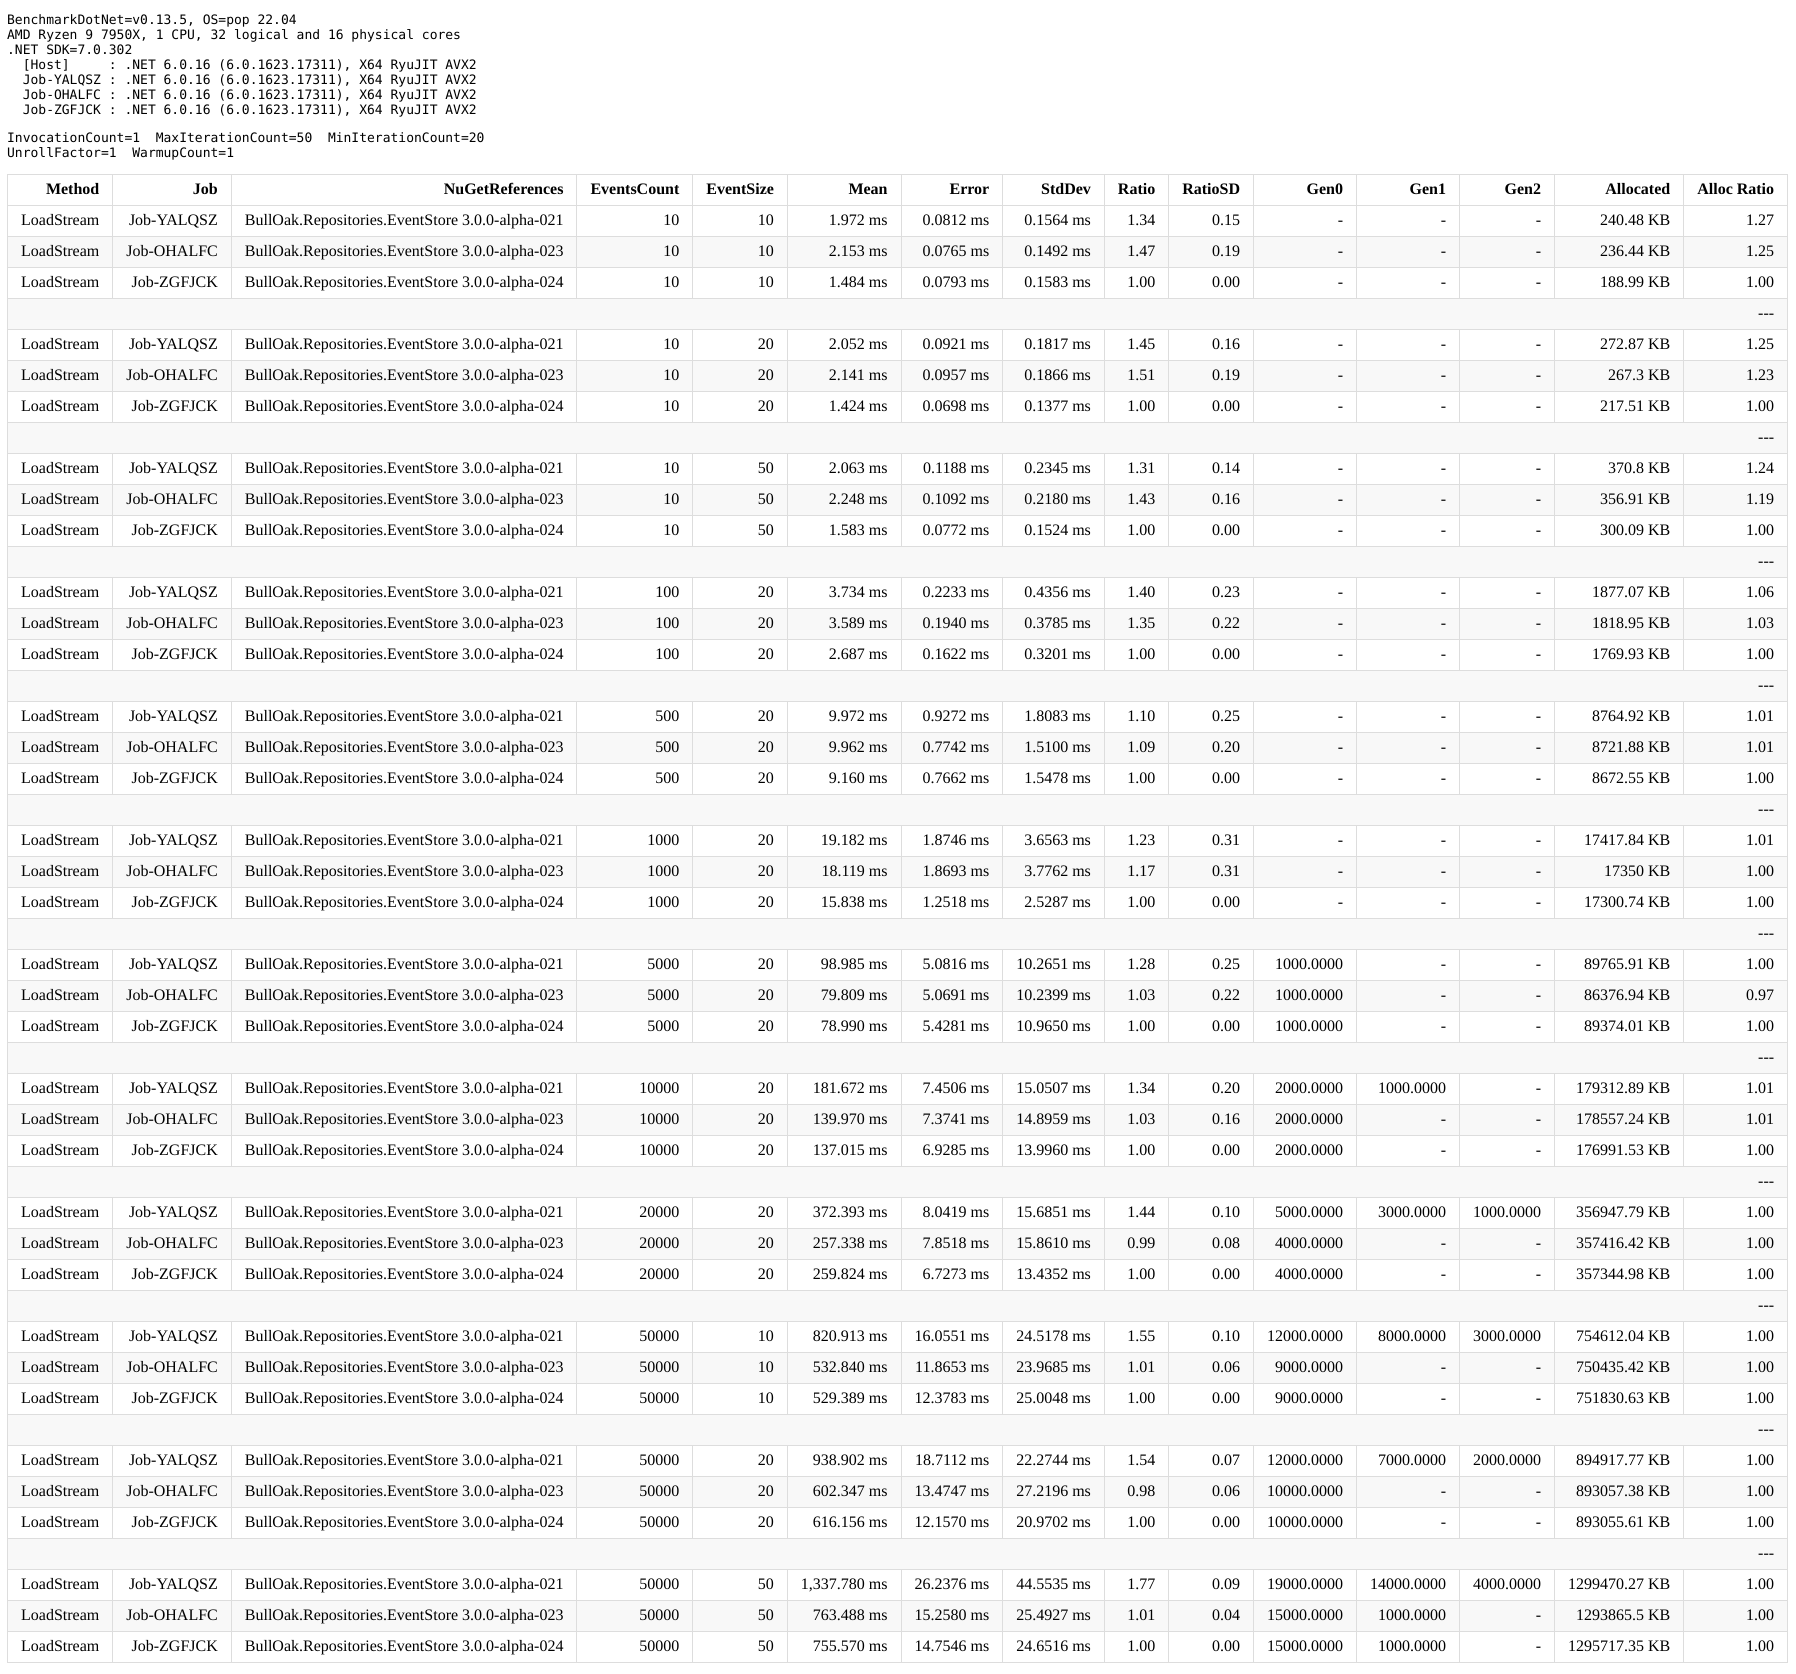 BenchmarkDotNet=v0.13.5, OS=pop 22.04
AMD Ryzen 9 7950X, 1 CPU, 32 logical and 16 physical cores
.NET SDK=7.0.302
[Host]     : .NET 6.0.16 (6.0.1623.17311), X64 RyuJIT AVX2
Job-YALQSZ : .NET 6.0.16 (6.0.1623.17311), X64 RyuJIT AVX2
Job-OHALFC : .NET 6.0.16 (6.0.1623.17311), X64 RyuJIT AVX2
Job-ZGFJCK : .NET 6.0.16 (6.0.1623.17311), X64 RyuJIT AVX2
InvocationCount=1  MaxIterationCount=50  MinIterationCount=20
UnrollFactor=1  WarmupCount=1
Method Job NuGetReferences EventsCount EventSize Mean Error StdDev Ratio RatioSD Gen0 Gen1 Gen2 Allocated Alloc Ratio
LoadStream Job-YALQSZ BullOak.Repositories.EventStore 3.0.0-alpha-021 10 10 1.972 ms 0.0812 ms 0.1564 ms 1.34 0.15 - - - 240.48 KB 1.27
LoadStream Job-OHALFC BullOak.Repositories.EventStore 3.0.0-alpha-023 10 10 2.153 ms 0.0765 ms 0.1492 ms 1.47 0.19 - - - 236.44 KB 1.25
LoadStream Job-ZGFJCK BullOak.Repositories.EventStore 3.0.0-alpha-024 10 10 1.484 ms 0.0793 ms 0.1583 ms 1.00 0.00 - - - 188.99 KB 1.00
---
LoadStream Job-YALQSZ BullOak.Repositories.EventStore 3.0.0-alpha-021 10 20 2.052 ms 0.0921 ms 0.1817 ms 1.45 0.16 - - - 272.87 KB 1.25
LoadStream Job-OHALFC BullOak.Repositories.EventStore 3.0.0-alpha-023 10 20 2.141 ms 0.0957 ms 0.1866 ms 1.51 0.19 - - - 267.3 KB 1.23
LoadStream Job-ZGFJCK BullOak.Repositories.EventStore 3.0.0-alpha-024 10 20 1.424 ms 0.0698 ms 0.1377 ms 1.00 0.00 - - - 217.51 KB 1.00
---
LoadStream Job-YALQSZ BullOak.Repositories.EventStore 3.0.0-alpha-021 10 50 2.063 ms 0.1188 ms 0.2345 ms 1.31 0.14 - - - 370.8 KB 1.24
LoadStream Job-OHALFC BullOak.Repositories.EventStore 3.0.0-alpha-023 10 50 2.248 ms 0.1092 ms 0.2180 ms 1.43 0.16 - - - 356.91 KB 1.19
LoadStream Job-ZGFJCK BullOak.Repositories.EventStore 3.0.0-alpha-024 10 50 1.583 ms 0.0772 ms 0.1524 ms 1.00 0.00 - - - 300.09 KB 1.00
---
LoadStream Job-YALQSZ BullOak.Repositories.EventStore 3.0.0-alpha-021 100 20 3.734 ms 0.2233 ms 0.4356 ms 1.40 0.23 - - - 1877.07 KB 1.06
LoadStream Job-OHALFC BullOak.Repositories.EventStore 3.0.0-alpha-023 100 20 3.589 ms 0.1940 ms 0.3785 ms 1.35 0.22 - - - 1818.95 KB 1.03
LoadStream Job-ZGFJCK BullOak.Repositories.EventStore 3.0.0-alpha-024 100 20 2.687 ms 0.1622 ms 0.3201 ms 1.00 0.00 - - - 1769.93 KB 1.00
---
LoadStream Job-YALQSZ BullOak.Repositories.EventStore 3.0.0-alpha-021 500 20 9.972 ms 0.9272 ms 1.8083 ms 1.10 0.25 - - - 8764.92 KB 1.01
LoadStream Job-OHALFC BullOak.Repositories.EventStore 3.0.0-alpha-023 500 20 9.962 ms 0.7742 ms 1.5100 ms 1.09 0.20 - - - 8721.88 KB 1.01
LoadStream Job-ZGFJCK BullOak.Repositories.EventStore 3.0.0-alpha-024 500 20 9.160 ms 0.7662 ms 1.5478 ms 1.00 0.00 - - - 8672.55 KB 1.00
---
LoadStream Job-YALQSZ BullOak.Repositories.EventStore 3.0.0-alpha-021 1000 20 19.182 ms 1.8746 ms 3.6563 ms 1.23 0.31 - - - 17417.84 KB 1.01
LoadStream Job-OHALFC BullOak.Repositories.EventStore 3.0.0-alpha-023 1000 20 18.119 ms 1.8693 ms 3.7762 ms 1.17 0.31 - - - 17350 KB 1.00
LoadStream Job-ZGFJCK BullOak.Repositories.EventStore 3.0.0-alpha-024 1000 20 15.838 ms 1.2518 ms 2.5287 ms 1.00 0.00 - - - 17300.74 KB 1.00
---
LoadStream Job-YALQSZ BullOak.Repositories.EventStore 3.0.0-alpha-021 5000 20 98.985 ms 5.0816 ms 10.2651 ms 1.28 0.25 1000.0000 - - 89765.91 KB 1.00
LoadStream Job-OHALFC BullOak.Repositories.EventStore 3.0.0-alpha-023 5000 20 79.809 ms 5.0691 ms 10.2399 ms 1.03 0.22 1000.0000 - - 86376.94 KB 0.97
LoadStream Job-ZGFJCK BullOak.Repositories.EventStore 3.0.0-alpha-024 5000 20 78.990 ms 5.4281 ms 10.9650 ms 1.00 0.00 1000.0000 - - 89374.01 KB 1.00
---
LoadStream Job-YALQSZ BullOak.Repositories.EventStore 3.0.0-alpha-021 10000 20 181.672 ms 7.4506 ms 15.0507 ms 1.34 0.20 2000.0000 1000.0000 - 179312.89 KB 1.01
LoadStream Job-OHALFC BullOak.Repositories.EventStore 3.0.0-alpha-023 10000 20 139.970 ms 7.3741 ms 14.8959 ms 1.03 0.16 2000.0000 - - 178557.24 KB 1.01
LoadStream Job-ZGFJCK BullOak.Repositories.EventStore 3.0.0-alpha-024 10000 20 137.015 ms 6.9285 ms 13.9960 ms 1.00 0.00 2000.0000 - - 176991.53 KB 1.00
---
LoadStream Job-YALQSZ BullOak.Repositories.EventStore 3.0.0-alpha-021 20000 20 372.393 ms 8.0419 ms 15.6851 ms 1.44 0.10 5000.0000 3000.0000 1000.0000 356947.79 KB 1.00
LoadStream Job-OHALFC BullOak.Repositories.EventStore 3.0.0-alpha-023 20000 20 257.338 ms 7.8518 ms 15.8610 ms 0.99 0.08 4000.0000 - - 357416.42 KB 1.00
LoadStream Job-ZGFJCK BullOak.Repositories.EventStore 3.0.0-alpha-024 20000 20 259.824 ms 6.7273 ms 13.4352 ms 1.00 0.00 4000.0000 - - 357344.98 KB 1.00
---
LoadStream Job-YALQSZ BullOak.Repositories.EventStore 3.0.0-alpha-021 50000 10 820.913 ms 16.0551 ms 24.5178 ms 1.55 0.10 12000.0000 8000.0000 3000.0000 754612.04 KB 1.00
LoadStream Job-OHALFC BullOak.Repositories.EventStore 3.0.0-alpha-023 50000 10 532.840 ms 11.8653 ms 23.9685 ms 1.01 0.06 9000.0000 - - 750435.42 KB 1.00
LoadStream Job-ZGFJCK BullOak.Repositories.EventStore 3.0.0-alpha-024 50000 10 529.389 ms 12.3783 ms 25.0048 ms 1.00 0.00 9000.0000 - - 751830.63 KB 1.00
---
LoadStream Job-YALQSZ BullOak.Repositories.EventStore 3.0.0-alpha-021 50000 20 938.902 ms 18.7112 ms 22.2744 ms 1.54 0.07 12000.0000 7000.0000 2000.0000 894917.77 KB 1.00
LoadStream Job-OHALFC BullOak.Repositories.EventStore 3.0.0-alpha-023 50000 20 602.347 ms 13.4747 ms 27.2196 ms 0.98 0.06 10000.0000 - - 893057.38 KB 1.00
LoadStream Job-ZGFJCK BullOak.Repositories.EventStore 3.0.0-alpha-024 50000 20 616.156 ms 12.1570 ms 20.9702 ms 1.00 0.00 10000.0000 - - 893055.61 KB 1.00
---
LoadStream Job-YALQSZ BullOak.Repositories.EventStore 3.0.0-alpha-021 50000 50 1,337.780 ms 26.2376 ms 44.5535 ms 1.77 0.09 19000.0000 14000.0000 4000.0000 1299470.27 KB 1.00
LoadStream Job-OHALFC BullOak.Repositories.EventStore 3.0.0-alpha-023 50000 50 763.488 ms 15.2580 ms 25.4927 ms 1.01 0.04 15000.0000 1000.0000 - 1293865.5 KB 1.00
LoadStream Job-ZGFJCK BullOak.Repositories.EventStore 3.0.0-alpha-024 50000 50 755.570 ms 14.7546 ms 24.6516 ms 1.00 0.00 15000.0000 1000.0000 - 1295717.35 KB 1.00